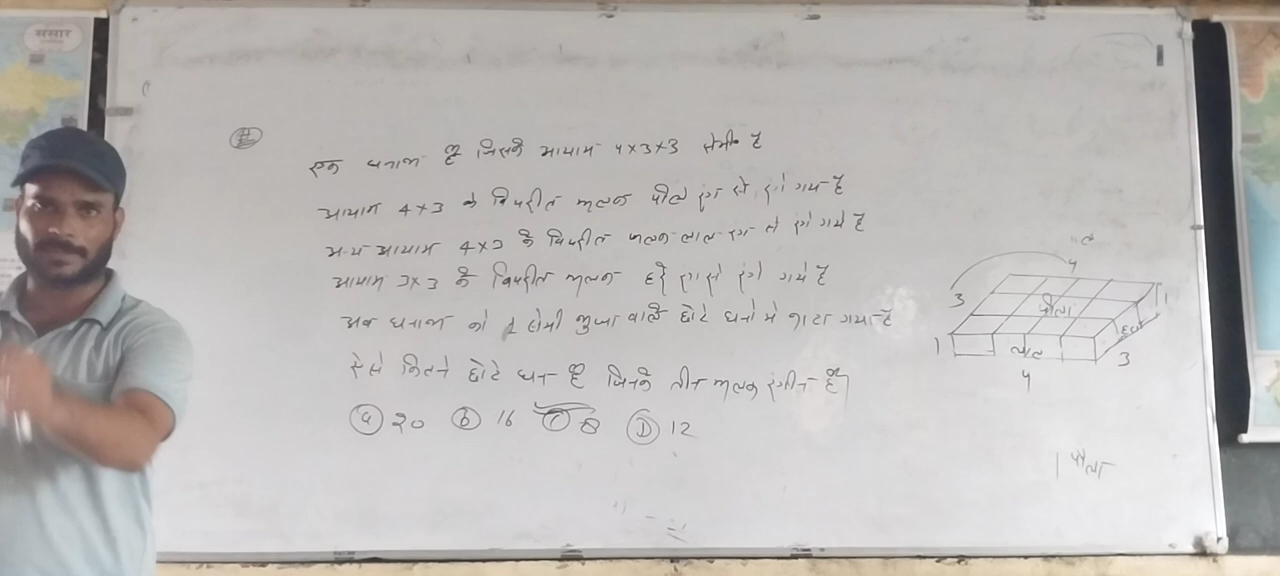 संसार
एक घनाभ है जिसके आयाम 4×3×3 सेमी है
आयाम 4×3 के विपरीत फलक पीले रंग से रंगे गये है
अन्य आयाम 4×3 के विपरीत फलक लाल रंग से रंगे गये है
आयाम 3×3 के विपरीत फलक हरे रंग से रंगे गये है
अब घनाभ को 1 सेमी भुजा वाले छोटे घनो मे काटा गया है
ऐसे कितने छोटे घन है जिनके तीन फलक रंगीन है
(a) 20 (b) 16 (c) 8 (D) 12
4
3
पीला
1
1
लाल
3
4
पीला